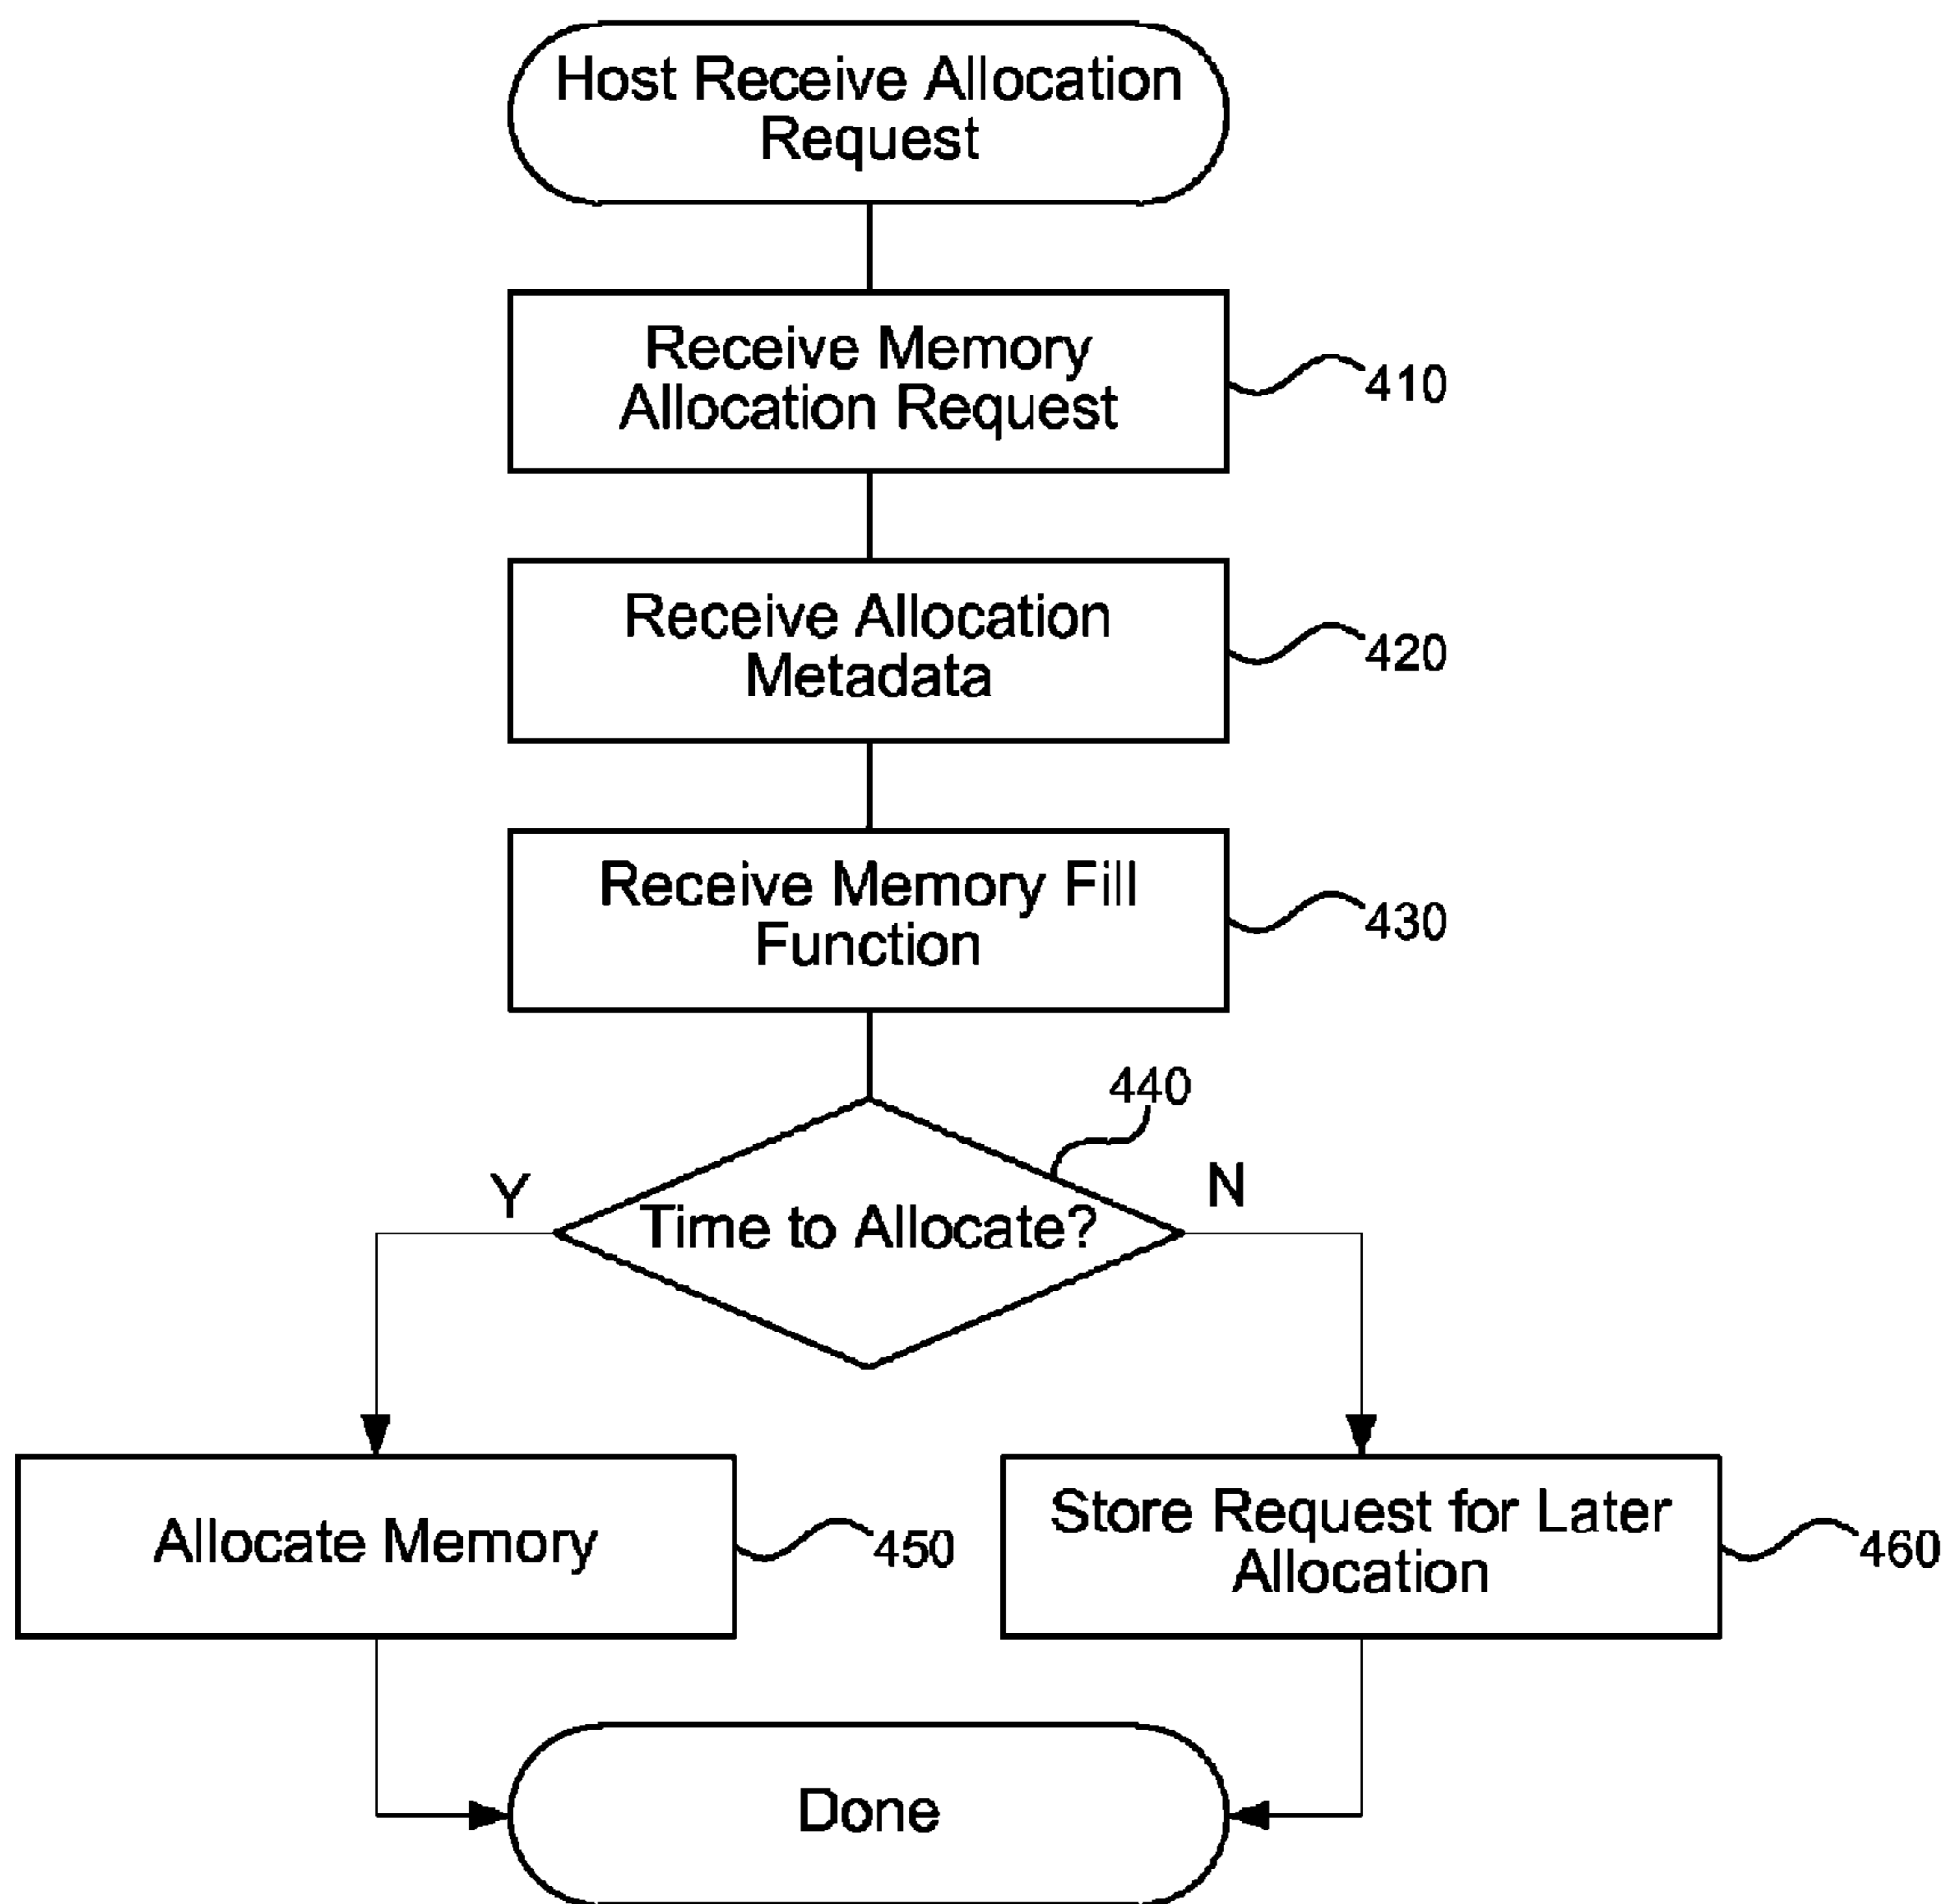 Host Receive Allocation
Request
Receive Memory
Allocation Request
410
Receive Allocation
Metadata
420
Receive Memory Fill
Function
430
440
Y
Time to Allocate?
N
Allocate Memory
450
Store Request for Later
Allocation
460
Done